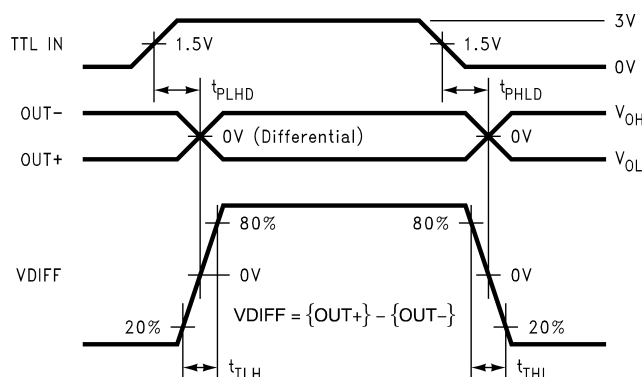 3V
TTL IN
1.5V
1.5V
0V
tPLHD
tPHLD
OUT-
VOH
0V (Differential)
0V
OUT+
VOL
80%
80%
VDIFF
0V
0V
VDIFF = {OUT+} – {OUT–}
20%
20%
tTLH
tTHL